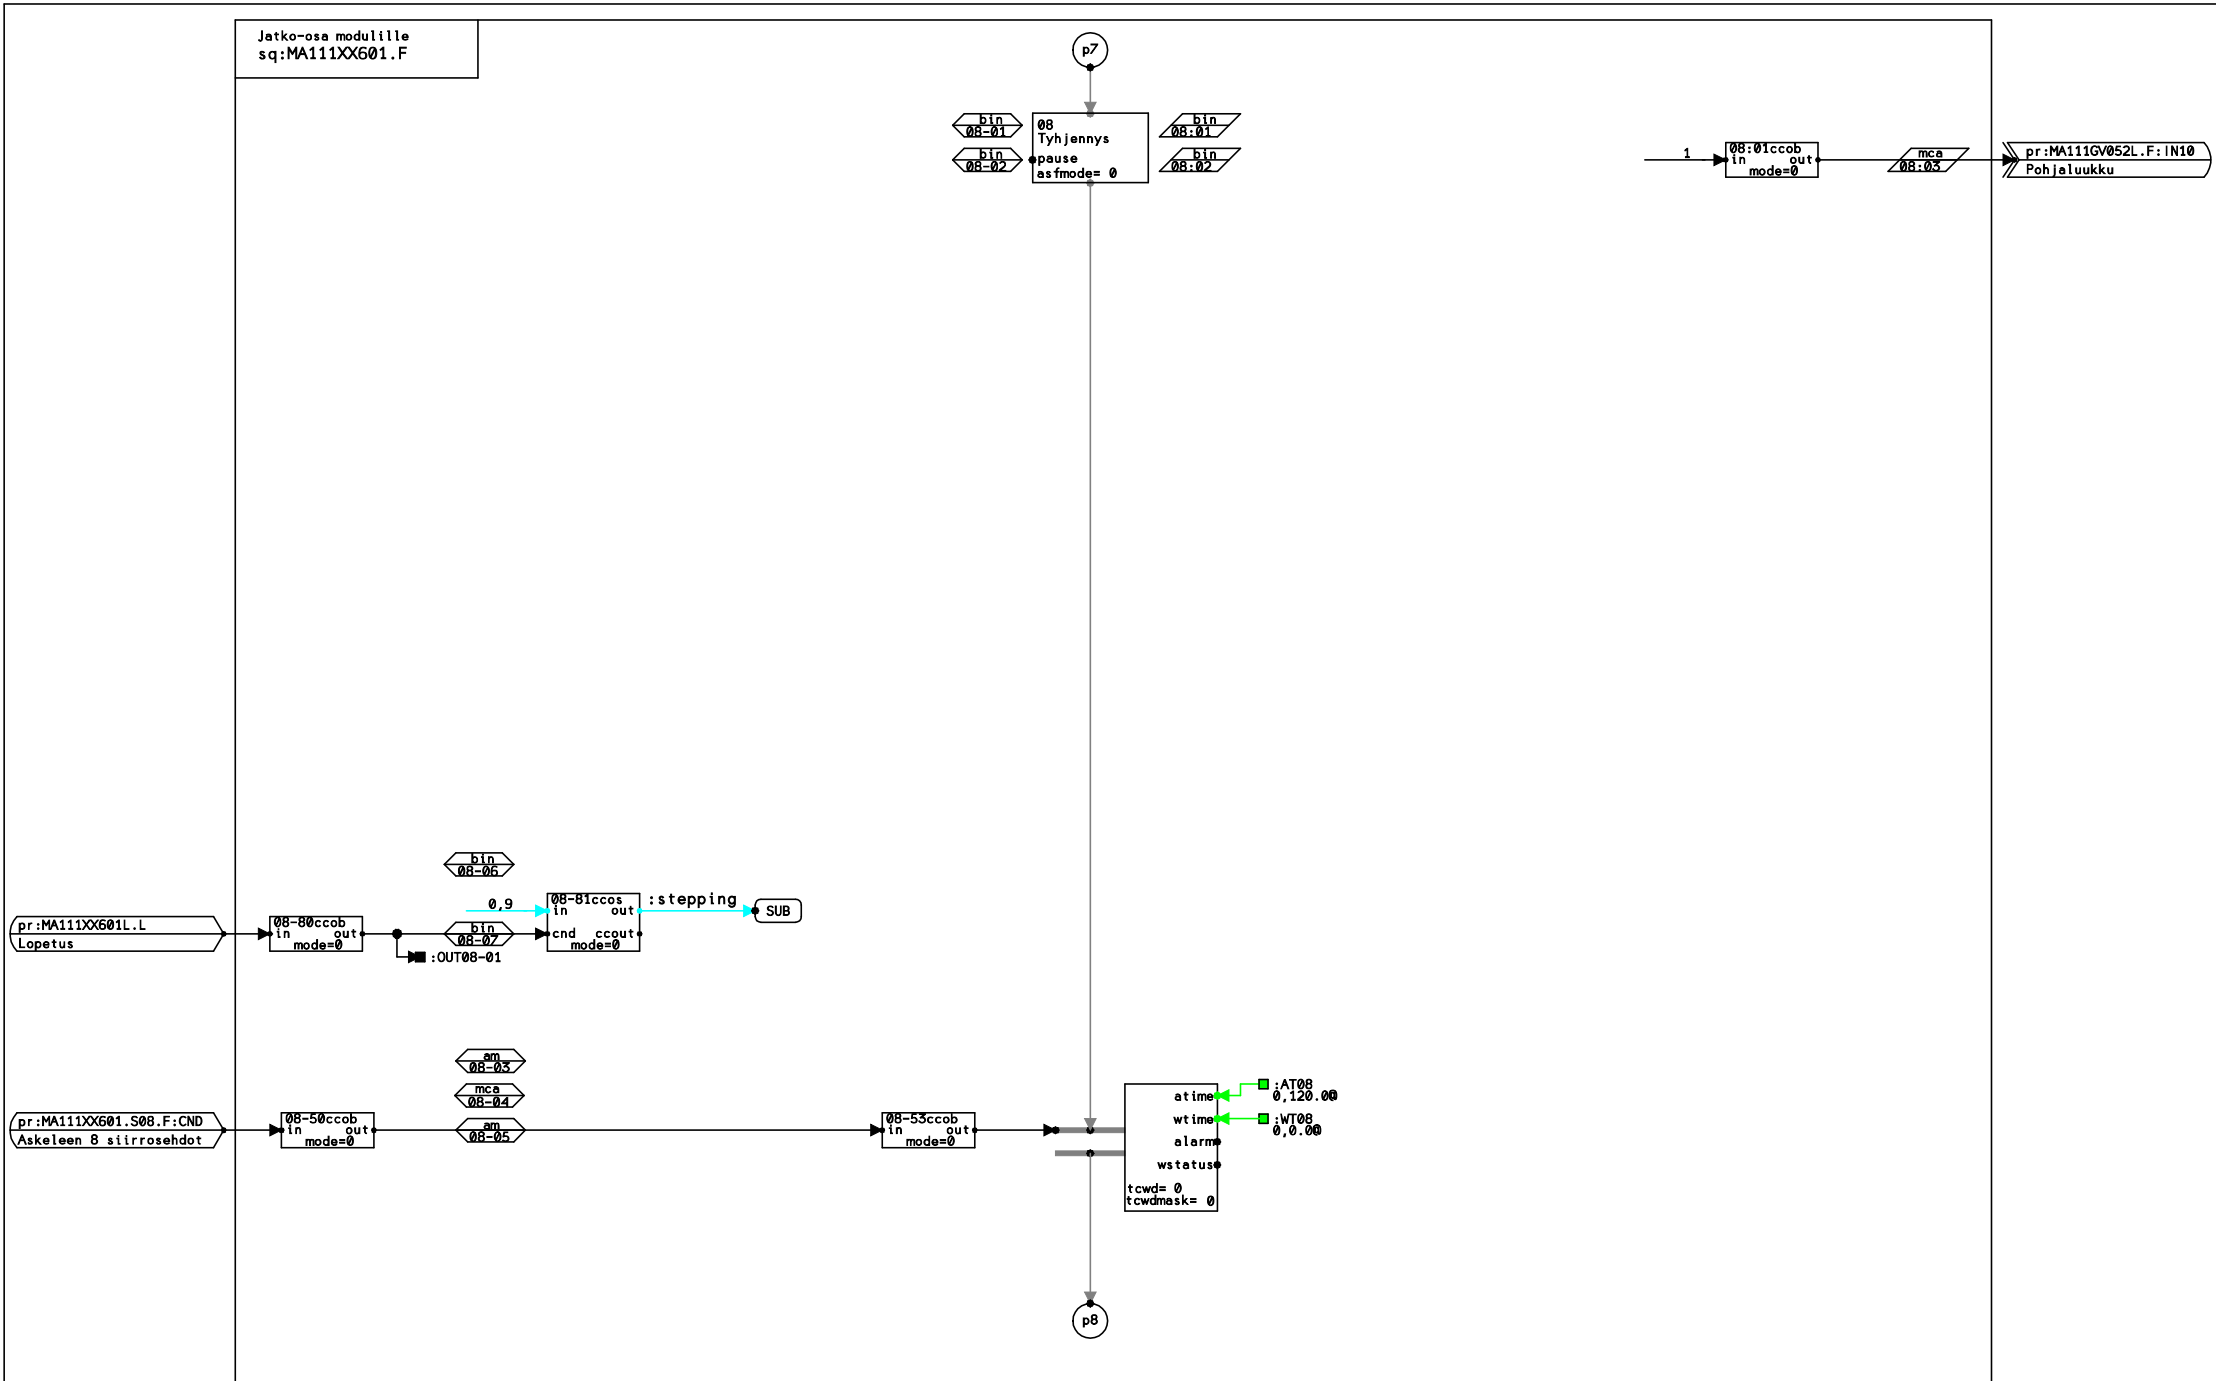 Jatko-osa modulille
sq:MA111XX601.F
p7
bin
08-01
bin
08-02
08
Tyhjennys
pause
asfmode= 0
bin
08:01
bin
08:02
1
08:01ccob
in out
mode=0
mca
08:03
pr:MA111GV052L.F:IN10
Pohjaluukku
bin
08-06
pr:MA111XX601L.L
Lopetus
08-80ccob
in out
mode=0
:OUT08-01
0,9
bin
08-07
08-81ccos
in out
cnd ccout
mode=0
:stepping
SUB
am
08-03
mca
08-04
am
08-05
pr:MA111XX601.S08.F:CND
Askeleen 8 siirrosehdot
08-50ccob
in out
mode=0
08-53ccob
in out
mode=0
atime
wtime
alarm
wstatus
tcwd= 0
tcwdmask= 0
:AT08
0,120.0@
:WT08
0,0.0@
p8